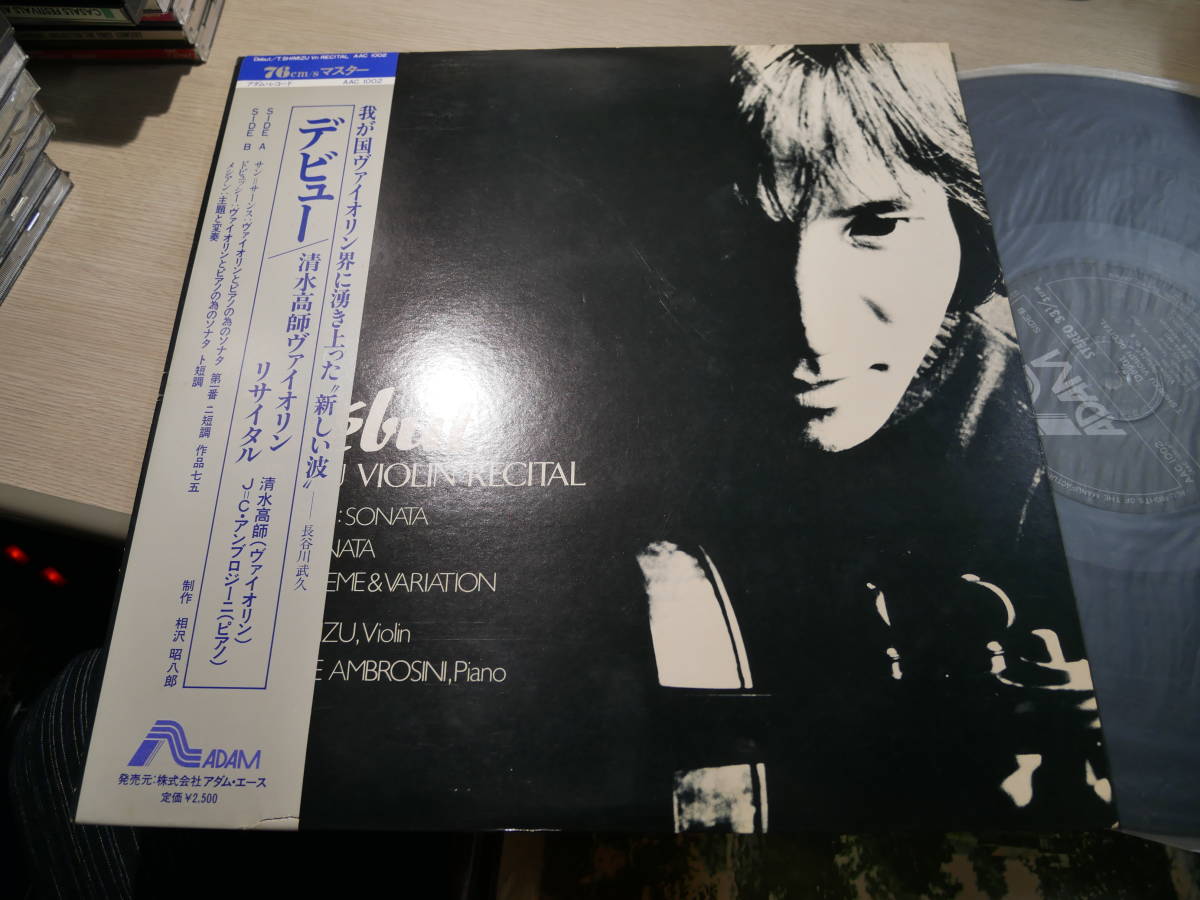 Début/T. SHIMIZU Vn RECITAL AAC 1002
76cm/s マスター
アダム・レコード AAC 1002
我が国ヴァイオリン界に湧き上った〝新しい波〟――長谷川武久
デビュー/清水高師ヴァイオリン
リサイタル
清水高師(ヴァイオリン)
J=C・アンブロジーニ(ピアノ)
SIDE A サン=サーンス:ヴァイオリンとピアノの為のソナタ 第一番 ニ短調 作品七五
SIDE B ドビュッシー:ヴァイオリンとピアノの為のソナタ ト短調
メシアン:主題と変奏
制作 相沢昭八郎
ADAM
発売元:株式会社アダム・エース
定価¥2,500
ébut
U VIOLIN RECITAL
: SONATA
NATA
EME & VARIATION
ZU, Violin
E AMBROSINI, Piano
ADAM
STEREO 33 1/3
SIDE B
AAC 1002
CASALS FESTIVALS A